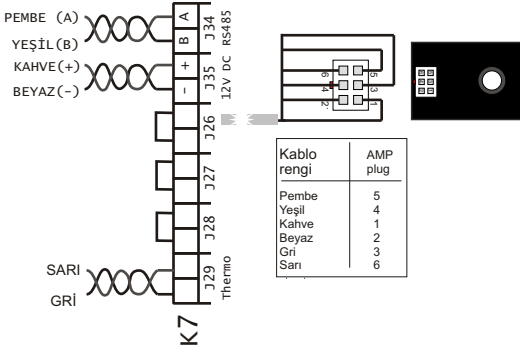 PEMBE (A)
YEŞİL(B)
KAHVE(+)
BEYAZ(-)
A
B
+
-
J34
RS485
J35
12V DC
J26
J27
J28
J29
Thermo
SARI
GRİ
K7
6
4
2
5
3
1
Kablo rengi
AMP plug
Pembe 5
Yeşil 4
Kahve 1
Beyaz 2
Gri 3
Sarı 6